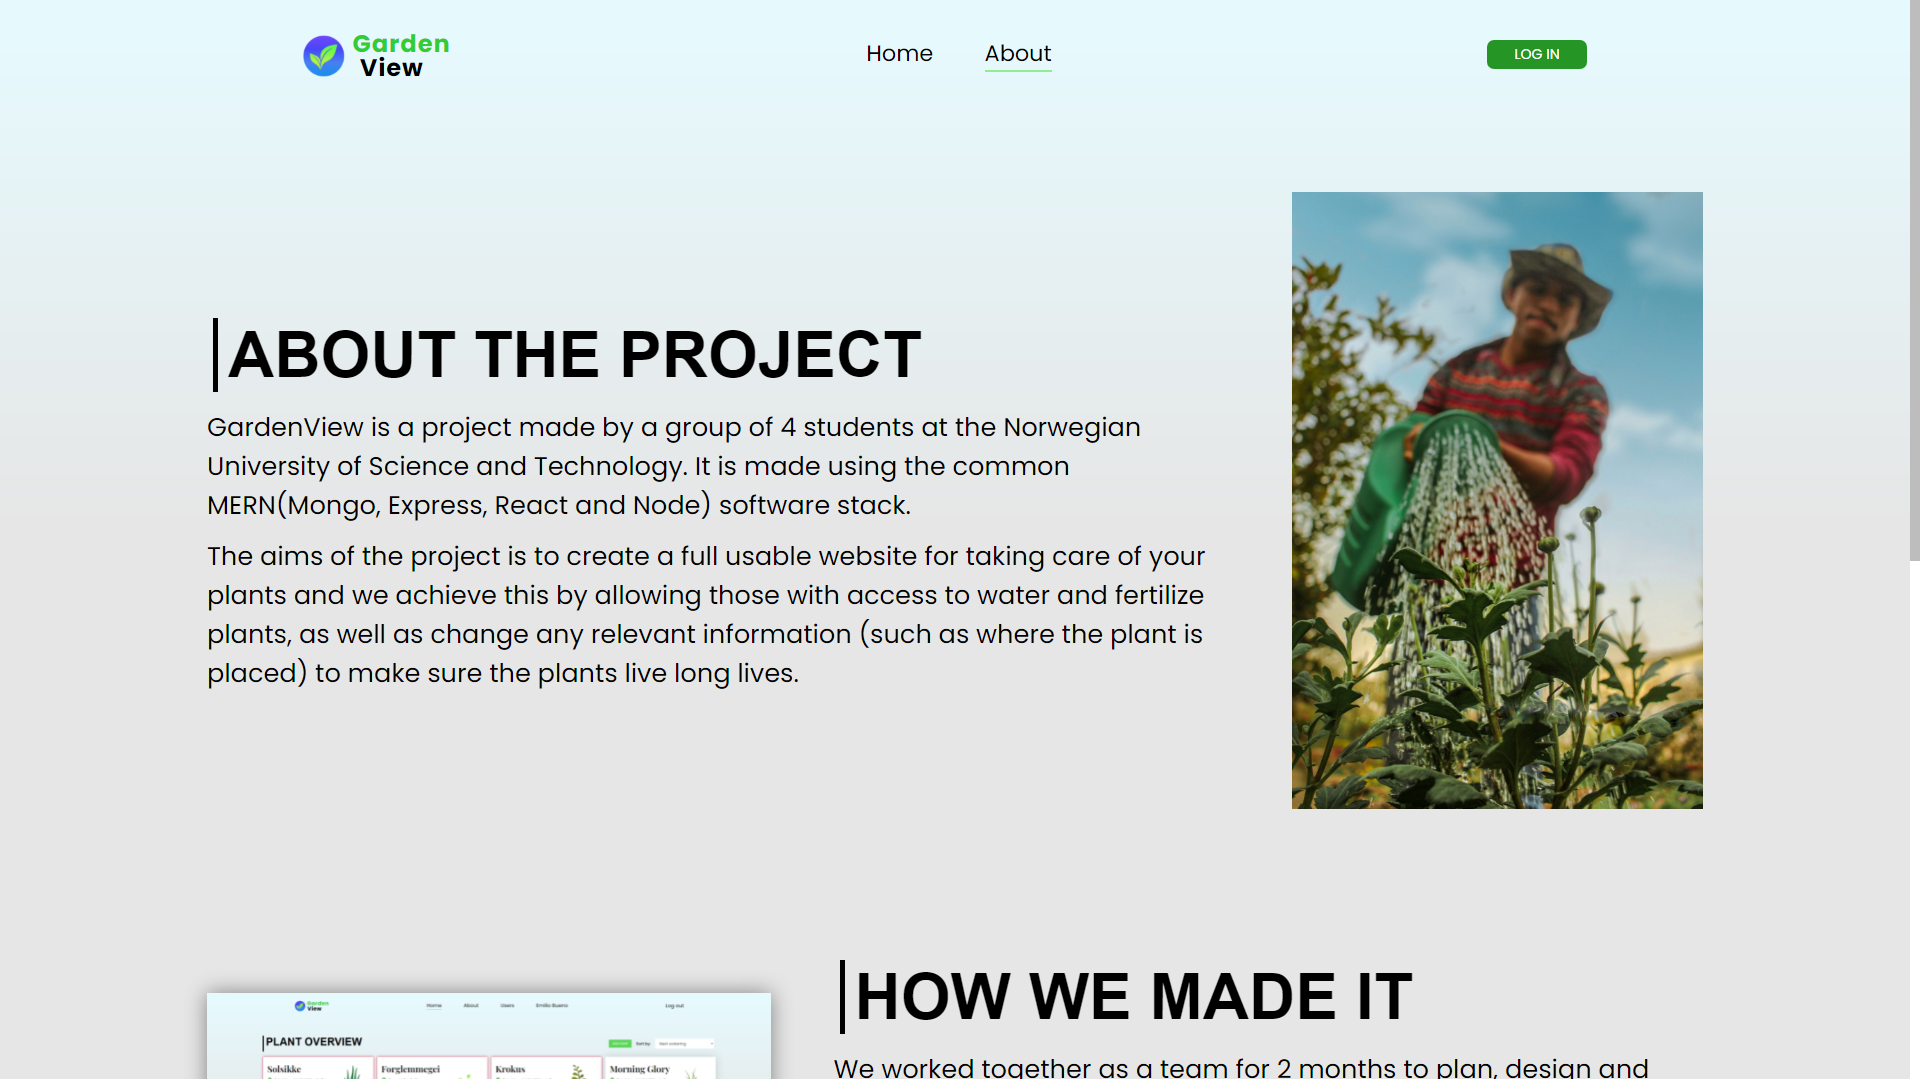 Garden
View
Home
About
LOG IN
ABOUT THE PROJECT
GardenView is a project made by a group of 4 students at the Norwegian
University of Science and Technology. It is made using the common
MERN(Mongo, Express, React and Node) software stack.
The aims of the project is to create a full usable website for taking care of your
plants and we achieve this by allowing those with access to water and fertilize
plants, as well as change any relevant information (such as where the plant is
placed) to make sure the plants live long lives.
HOW WE MADE IT
We worked together as a team for 2 months to plan, design and
Garden
View
Home
About
Users
Emilio Bueno
Log out
PLANT OVERVIEW
Sort by:
Next watering
Solsikke
Forglemmegei
Krokus
Morning Glory